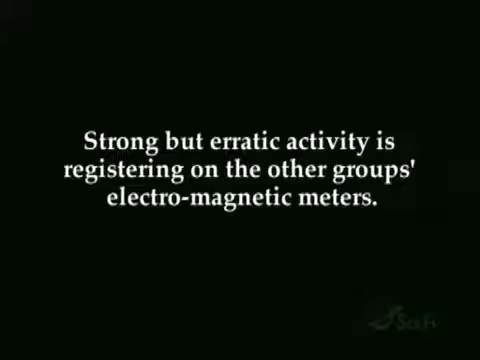 Strong but erratic activity is
registering on the other groups'
electro-magnetic meters.